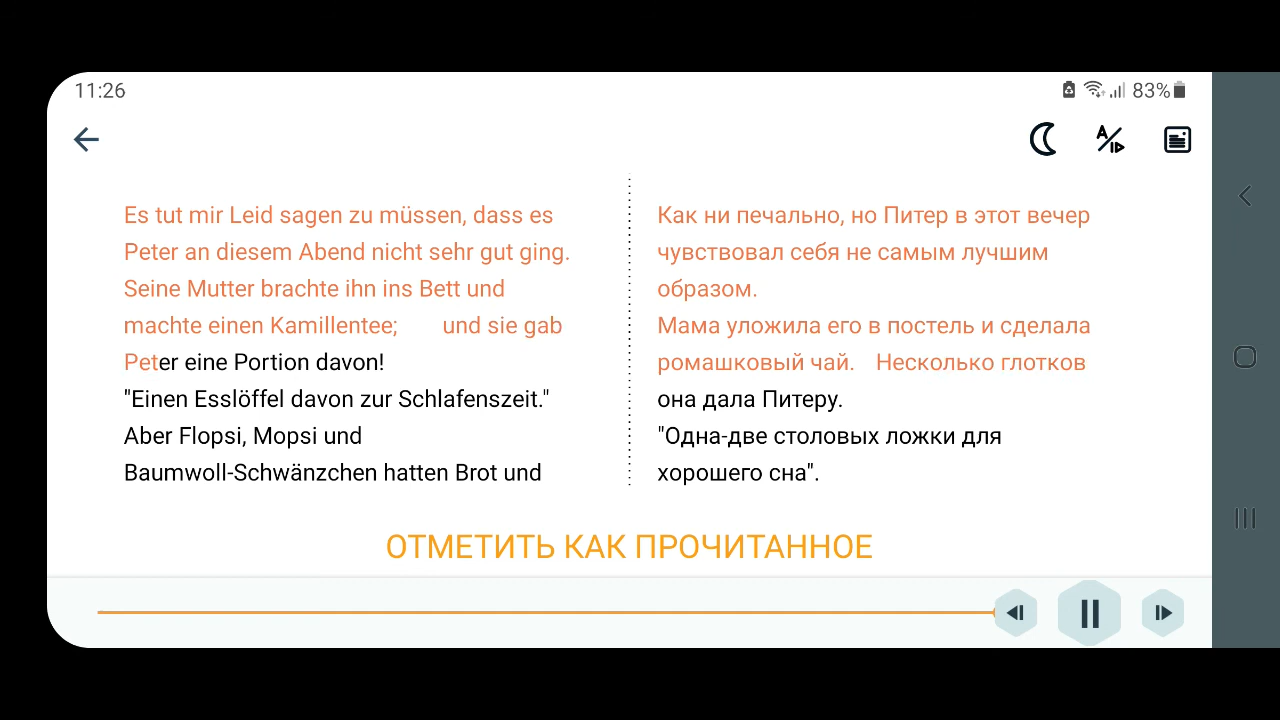 11:26
83%
Es tut mir Leid sagen zu müssen, dass es
Peter an diesem Abend nicht sehr gut ging.
Seine Mutter brachte ihn ins Bett und
machte einen Kamillentee; und sie gab
Peter eine Portion davon!
"Einen Esslöffel davon zur Schlafenszeit."
Aber Flopsi, Mopsi und
Baumwoll-Schwänzchen hatten Brot und
Как ни печально, но Питер в этот вечер
чувствовал себя не самым лучшим
образом.
Мама уложила его в постель и сделала
ромашковый чай. Несколько глотков
она дала Питеру.
"Одна-две столовых ложки для
хорошего сна".
ОТМЕТИТЬ КАК ПРОЧИТАННОЕ